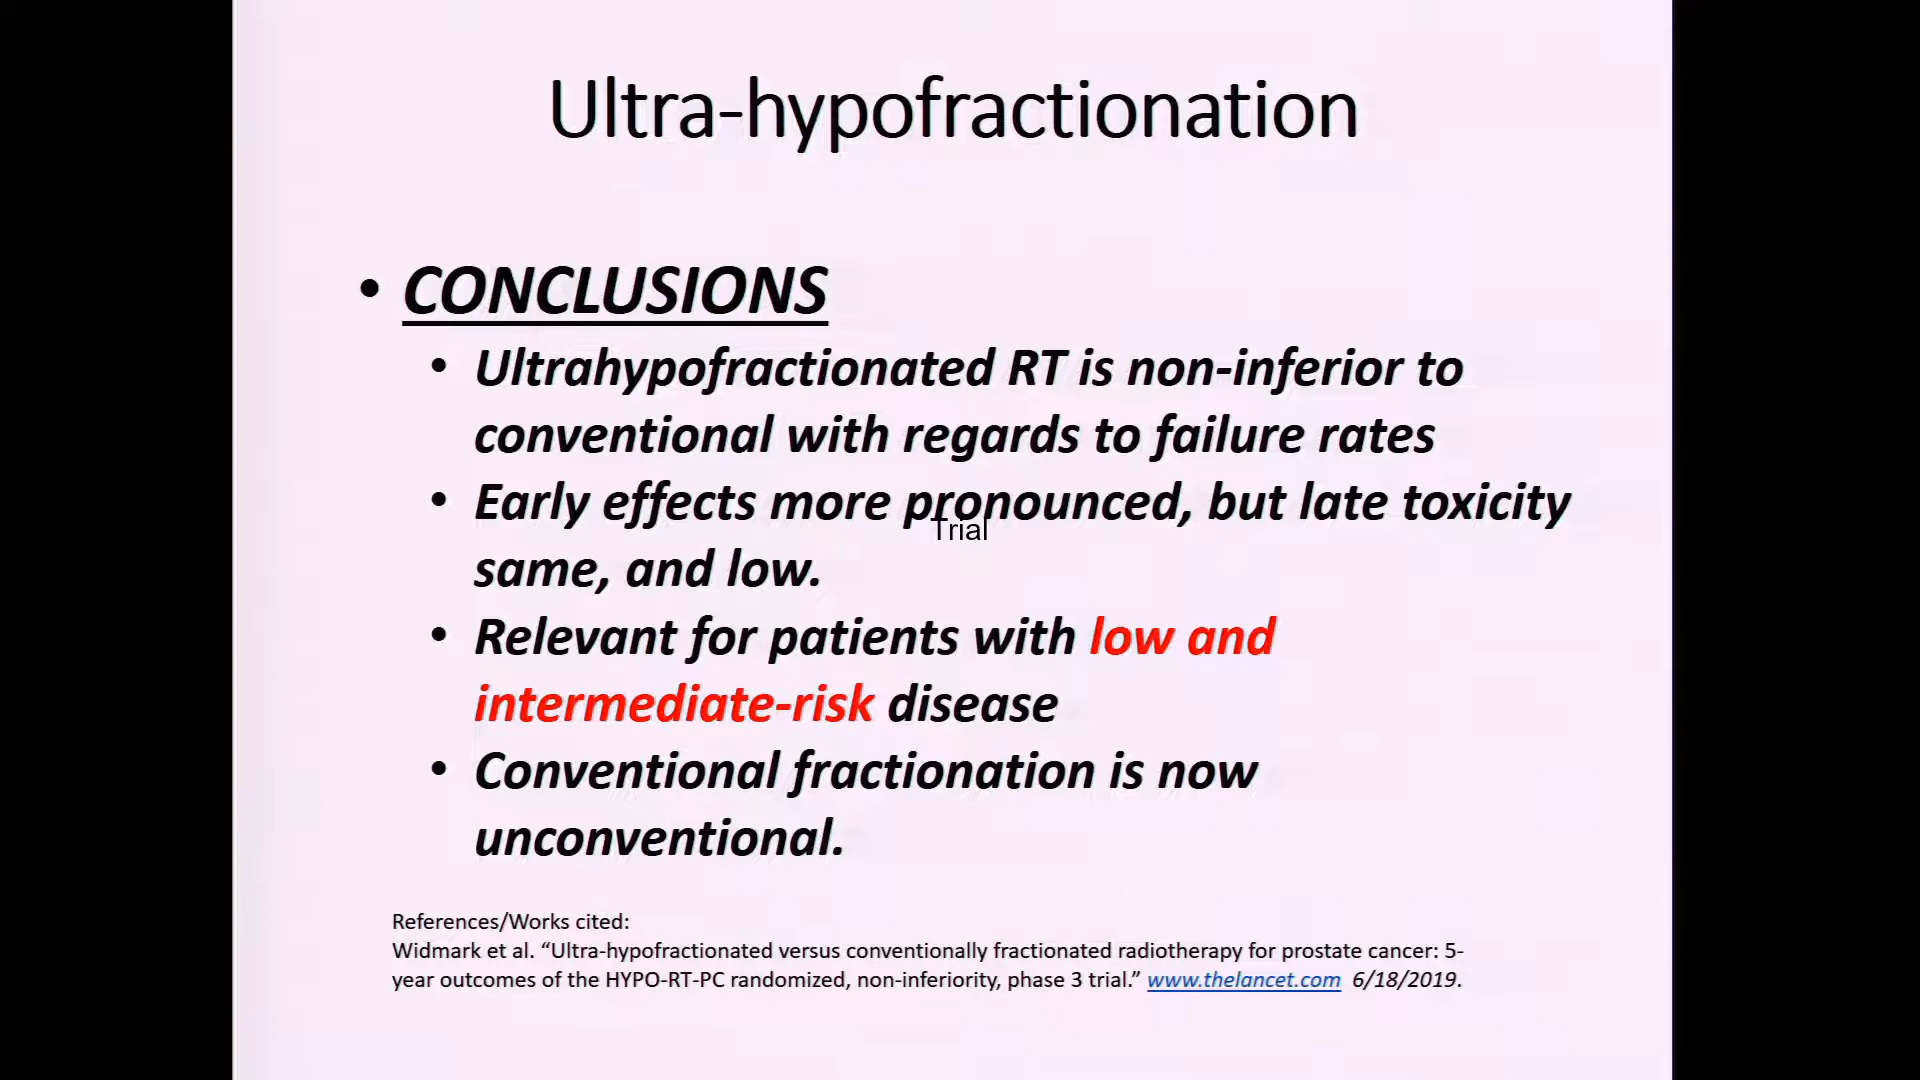 Ultra-hypofractionation
• CONCLUSIONS
• Ultrahypofractionated RT is non-inferior to
conventional with regards to failure rates
• Early effects more pronounced, but late toxicity
Trial
same, and low.
• Relevant for patients with low and
intermediate-risk disease
• Conventional fractionation is now
unconventional.
References/Works cited:
Widmark et al. “Ultra-hypofractionated versus conventionally fractionated radiotherapy for prostate cancer: 5-
year outcomes of the HYPO-RT-PC randomized, non-inferiority, phase 3 trial.” www.thelancet.com 6/18/2019.